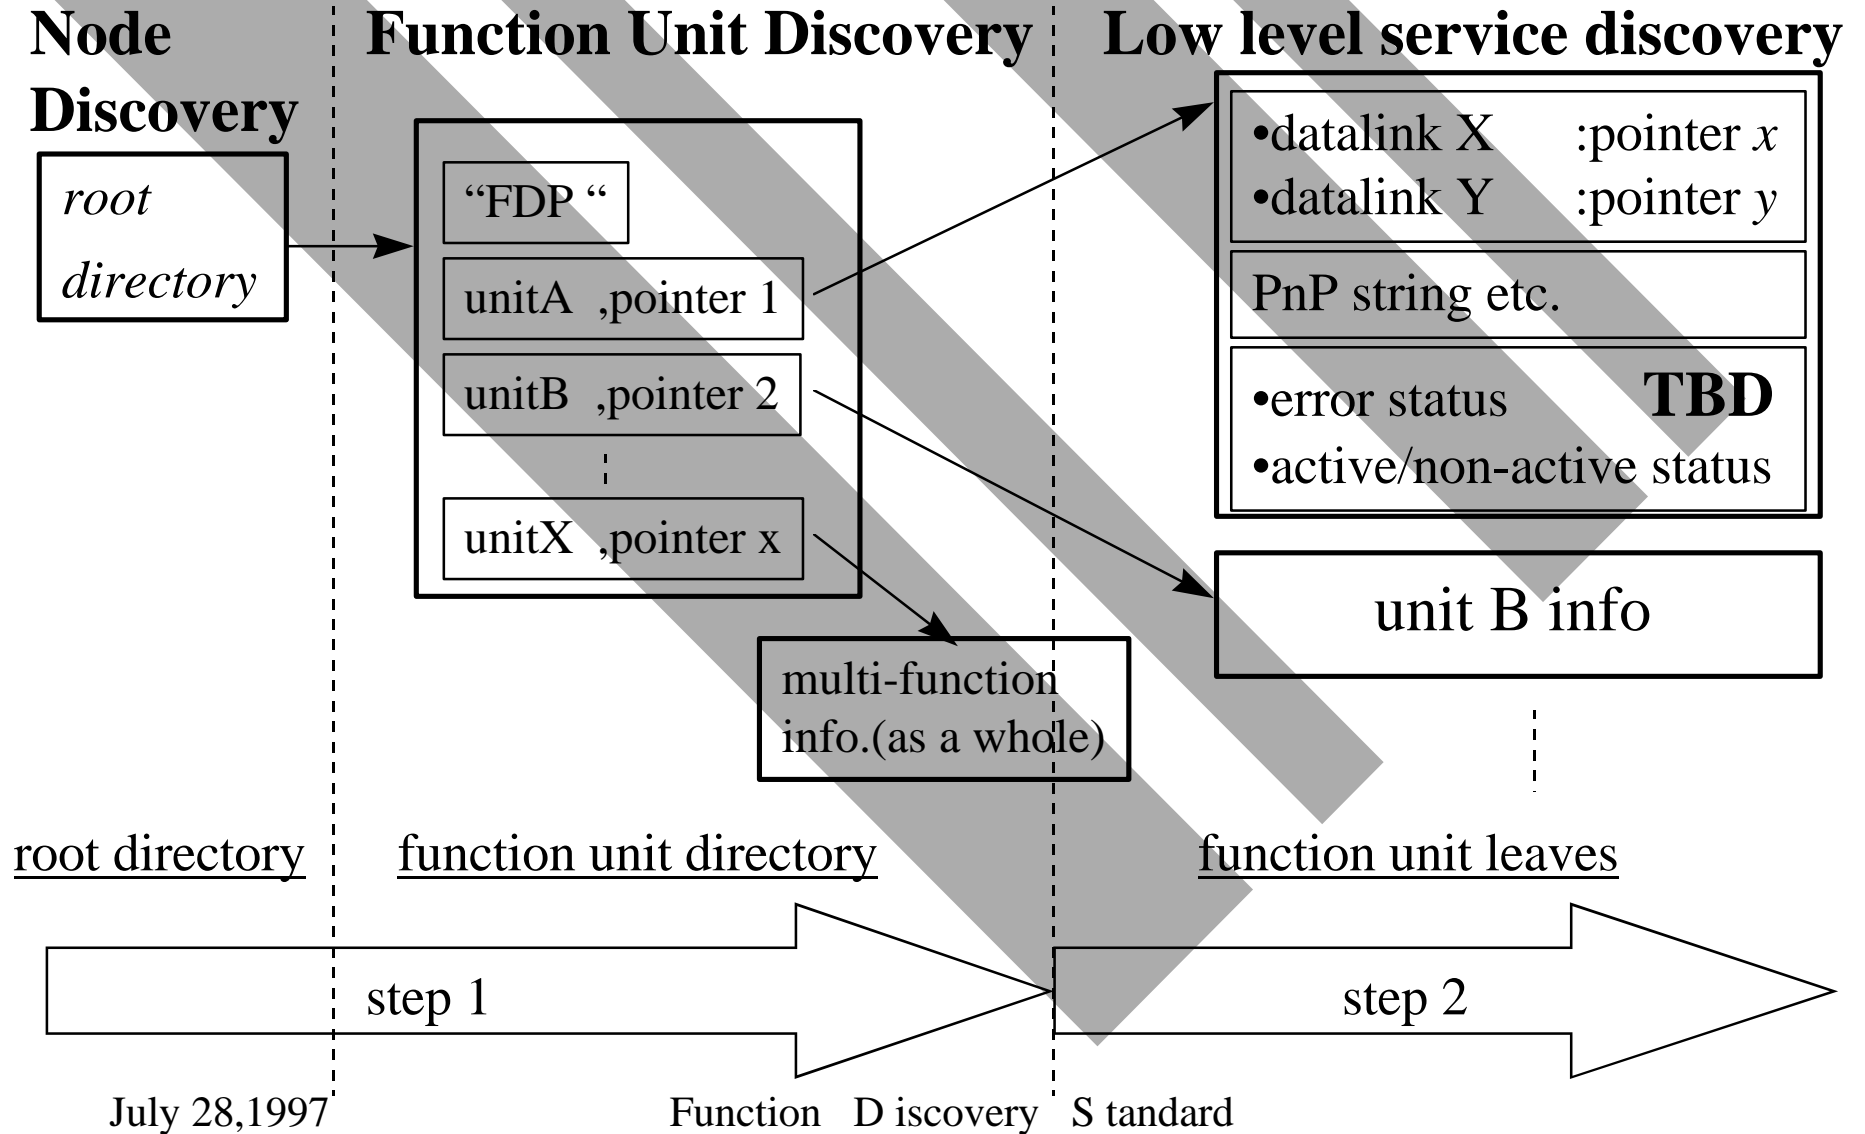 Node
Discovery
Function Unit Discovery
Low level service discovery
root
directory
“FDP “
unitA ,pointer 1
unitB ,pointer 2
unitX ,pointer x
multi-function
info.(as a whole)
•datalink X :pointer x
•datalink Y :pointer y
PnP string etc.
•error status TBD
•active/non-active status
unit B info
root directory
function unit directory
function unit leaves
step 1
step 2
July 28,1997
Function D iscovery S tandard